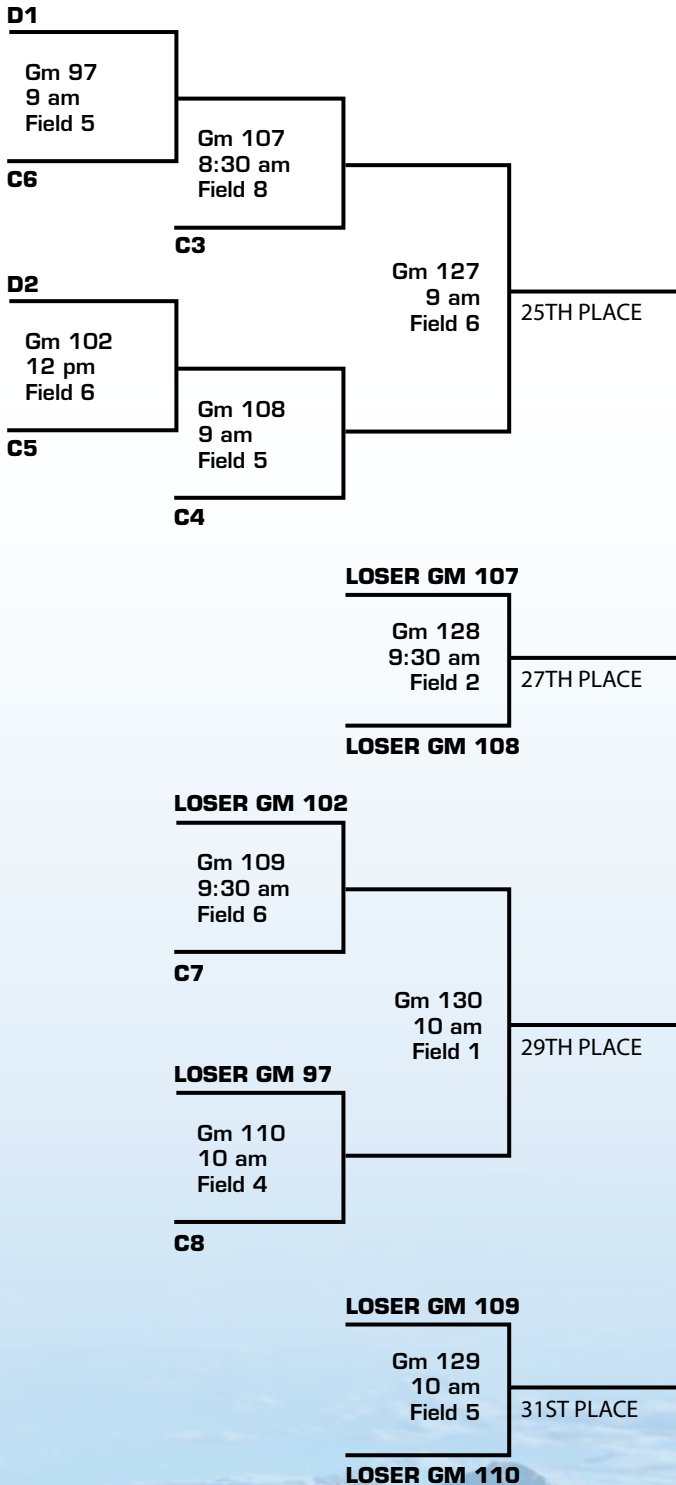 D1
Gm 97
9 am
Field 5
C6
Gm 107
8:30 am
Field 8
C3
D2
Gm 102
12 pm
Field 6
C5
Gm 108
9 am
Field 5
C4
Gm 127
9 am
Field 6
25TH PLACE
LOSER GM 107
Gm 128
9:30 am
Field 2
27TH PLACE
LOSER GM 108
LOSER GM 102
Gm 109
9:30 am
Field 6
C7
Gm 130
10 am
Field 1
29TH PLACE
LOSER GM 97
Gm 110
10 am
Field 4
C8
LOSER GM 109
Gm 129
10 am
Field 5
31ST PLACE
LOSER GM 110